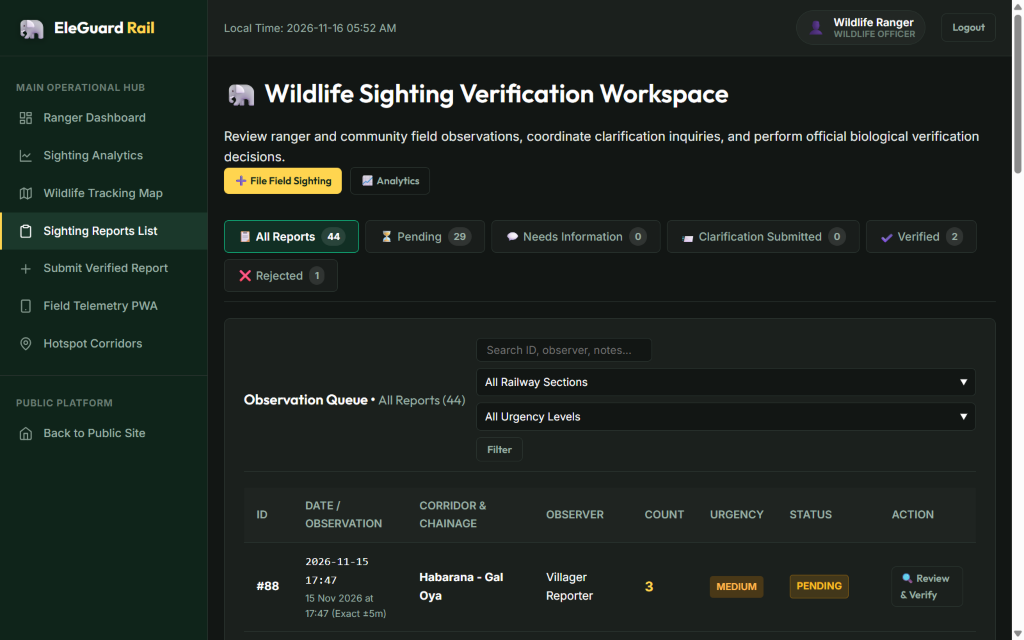 EleGuard Rail
Local Time: 2026-11-16 05:52 AM
Wildlife Ranger
WILDLIFE OFFICER
Logout
MAIN OPERATIONAL HUB
Ranger Dashboard
Sighting Analytics
Wildlife Tracking Map
Sighting Reports List
Submit Verified Report
Field Telemetry PWA
Hotspot Corridors
PUBLIC PLATFORM
Back to Public Site
Wildlife Sighting Verification Workspace
Review ranger and community field observations, coordinate clarification inquiries, and perform official biological verification
decisions.
File Field Sighting
Analytics
All Reports 44
Pending 29
Needs Information 0
Clarification Submitted 0
Verified 2
Rejected 1
Observation Queue • All Reports (44)
Search ID, observer, notes...
All Railway Sections
All Urgency Levels
Filter
ID
DATE /
OBSERVATION
CORRIDOR &
CHAINAGE
OBSERVER
COUNT
URGENCY
STATUS
ACTION
#88
2026-11-15
17:47
15 Nov 2026 at
17:47 (Exact ±5m)
Habarana - Gal
Oya
Villager
Reporter
3
MEDIUM
PENDING
Review
& Verify